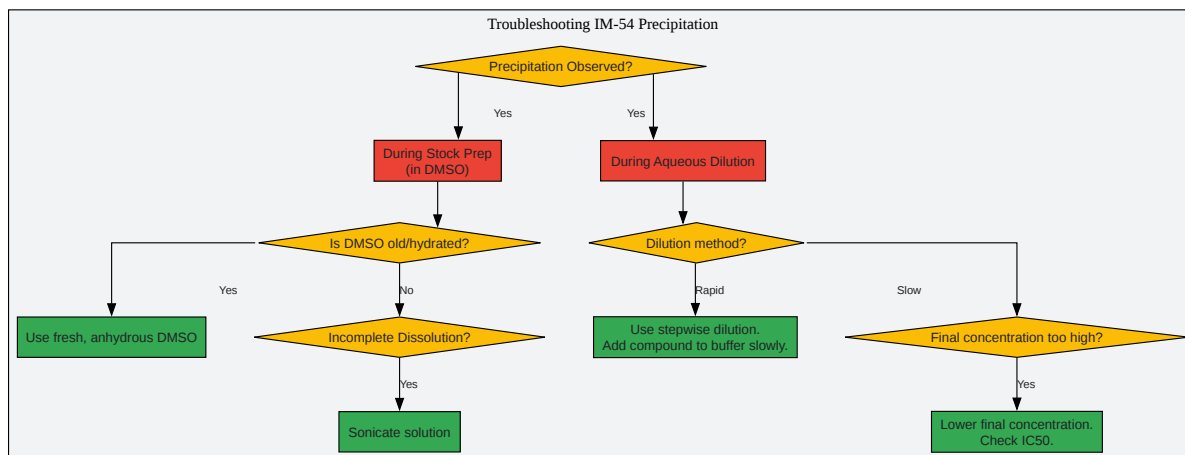 Troubleshooting IM-54 Precipitation
Precipitation Observed?
Yes
Yes
During Stock Prep
(in DMSO)
During Aqueous Dilution
Is DMSO old/hydrated?
Dilution method?
Yes
No
Rapid
Slow
Use fresh, anhydrous DMSO
Incomplete Dissolution?
Use stepwise dilution.
Add compound to buffer slowly.
Final concentration too high?
Yes
Yes
Sonicate solution
Lower final concentration.
Check IC50.